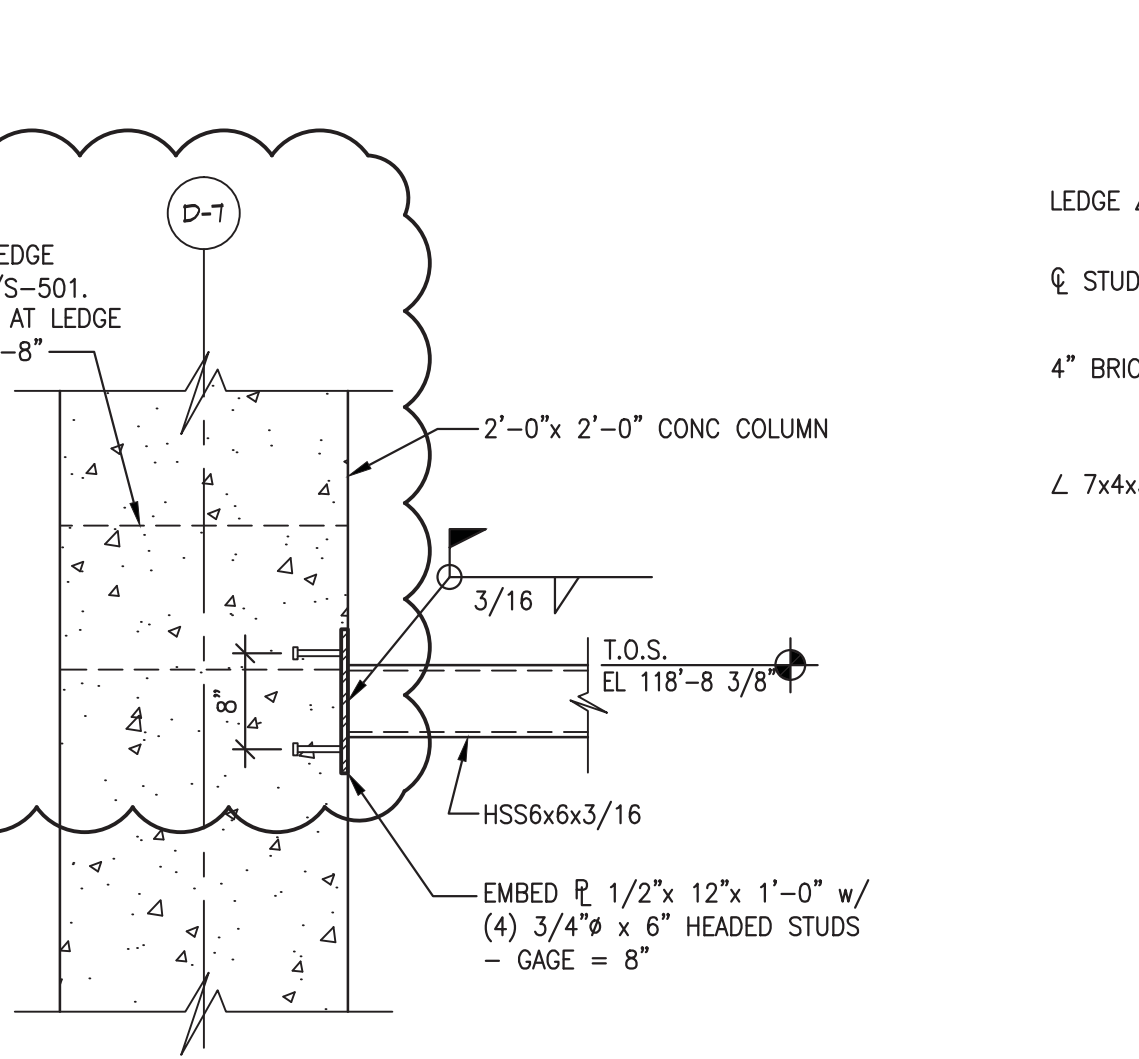 D-7
EDGE
/S-501.
AT LEDGE
-8"
2'-0"x 2'-0" CONC COLUMN
3/16
T.O.S.
EL 118'-8 3/8"
8"
HSS6x6x3/16
EMBED ⅊ 1/2"x 12"x 1'-0" w/
(4) 3/4"ø x 6" HEADED STUDS
- GAGE = 8"
LEDGE ∠
℄ STUD
4" BRIC
∠ 7x4x